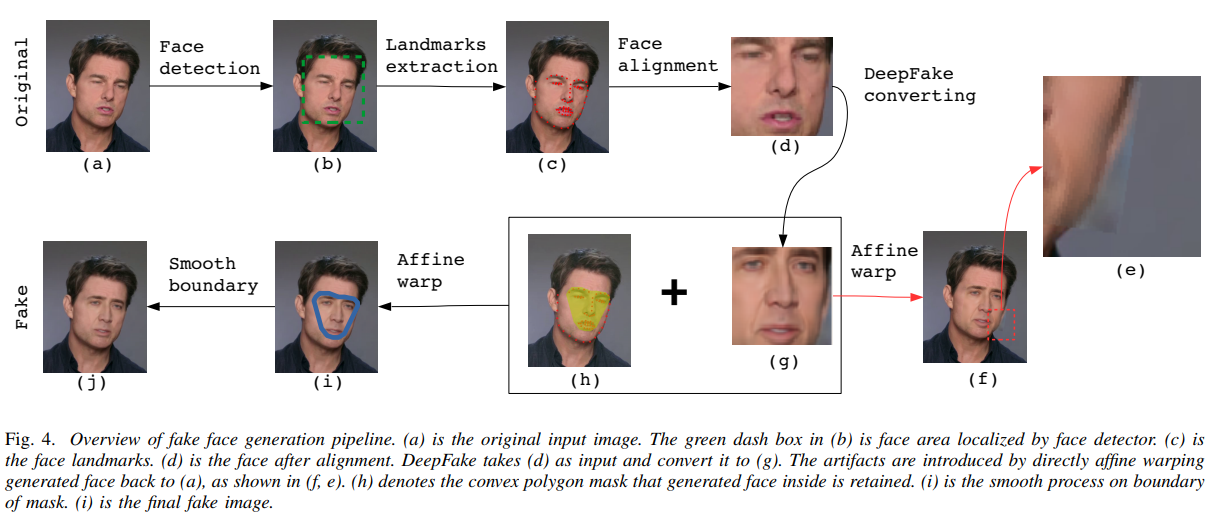 Original
Face
detection
Landmarks
extraction
Face
alignment
DeepFake
converting
(a)
(b)
(c)
(d)
(e)
Fake
Smooth
boundary
Affine
warp
+
Affine
warp
(j)
(i)
(h)
(g)
(f)
Fig. 4. Overview of fake face generation pipeline. (a) is the original input image. The green dash box in (b) is face area localized by face detector. (c) is
the face landmarks. (d) is the face after alignment. DeepFake takes (d) as input and convert it to (g). The artifacts are introduced by directly affine warping
generated face back to (a), as shown in (f, e). (h) denotes the convex polygon mask that generated face inside is retained. (i) is the smooth process on boundary
of mask. (i) is the final fake image.